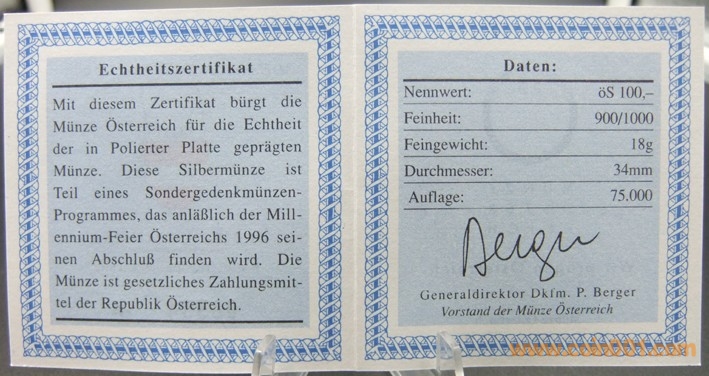 Echtheitszertifikat
Mit diesem Zertifikat bürgt die
Münze Österreich für die Echtheit
der in Polierter Platte geprägten
Münze. Diese Silbermünze ist
Teil eines Sondergedenkmünzen-
Programmes, das anläßlich der Mill-
ennium-Feier Österreichs 1996 sei-
nen Abschluß finden wird. Die
Münze ist gesetzliches Zahlungsmit-
tel der Republik Österreich.
Daten:
Nennwert: öS 100,–
Feinheit: 900/1000
Feingewicht: 18g
Durchmesser: 34mm
Auflage: 75.000
Berger
Generaldirektor Dkfm. P. Berger
Vorstand der Münze Österreich
www.coin001.com